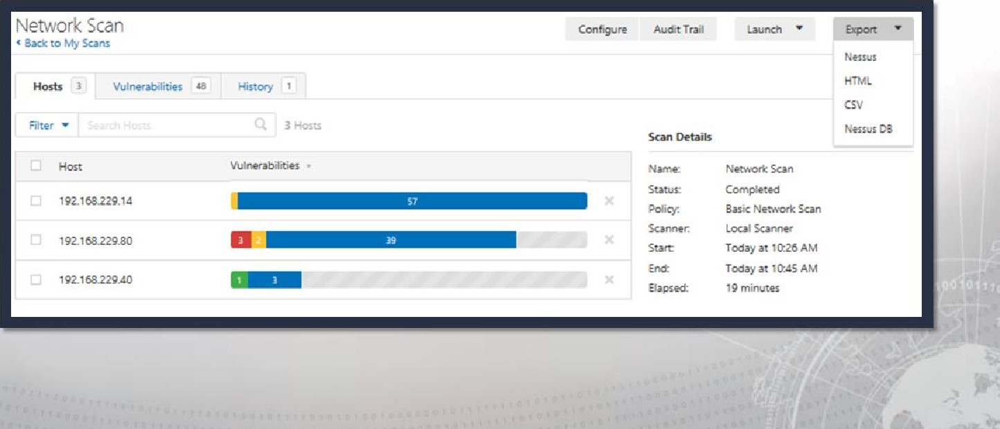 Network Scan
Back to My Scans
Configure
Audit Trail
Launch
Export
Nessus
HTML
CSV
Nessus DB
Hosts 3
Vulnerabilities 48
History 1
Filter
Search Hosts
3 Hosts
Host
Vulnerabilities
192.168.229.14
57
192.168.229.80
3 2 39
192.168.229.40
1 3
Scan Details
Name: Network Scan
Status: Completed
Policy: Basic Network Scan
Scanner: Local Scanner
Start: Today at 10:26 AM
End: Today at 10:45 AM
Elapsed: 19 minutes